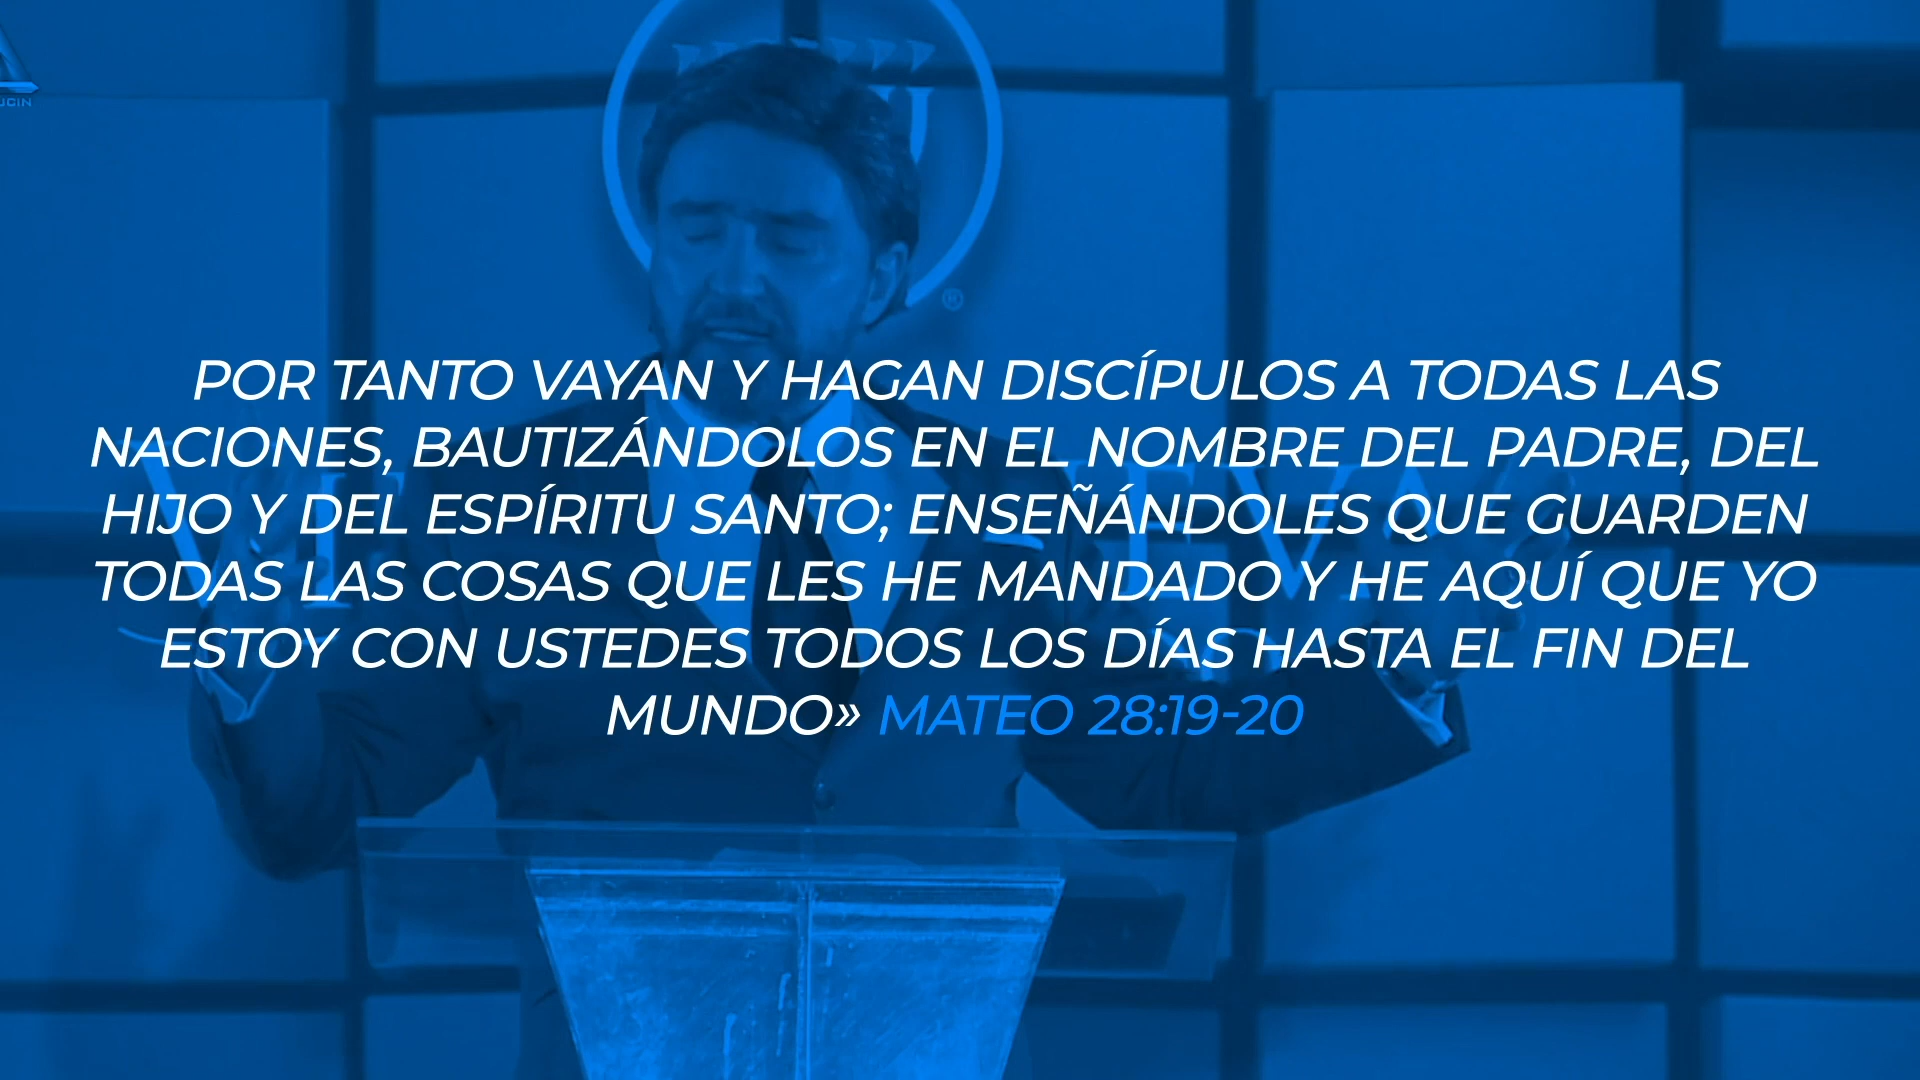 POR TANTO VAYAN Y HAGAN DISCÍPULOS A TODAS LAS
NACIONES, BAUTIZÁNDOLOS EN EL NOMBRE DEL PADRE, DEL
HIJO Y DEL ESPÍRITU SANTO; ENSEÑÁNDOLES QUE GUARDEN
TODAS LAS COSAS QUE LES HE MANDADO Y HE AQUÍ QUE YO
ESTOY CON USTEDES TODOS LOS DÍAS HASTA EL FIN DEL
MUNDO» MATEO 28:19-20